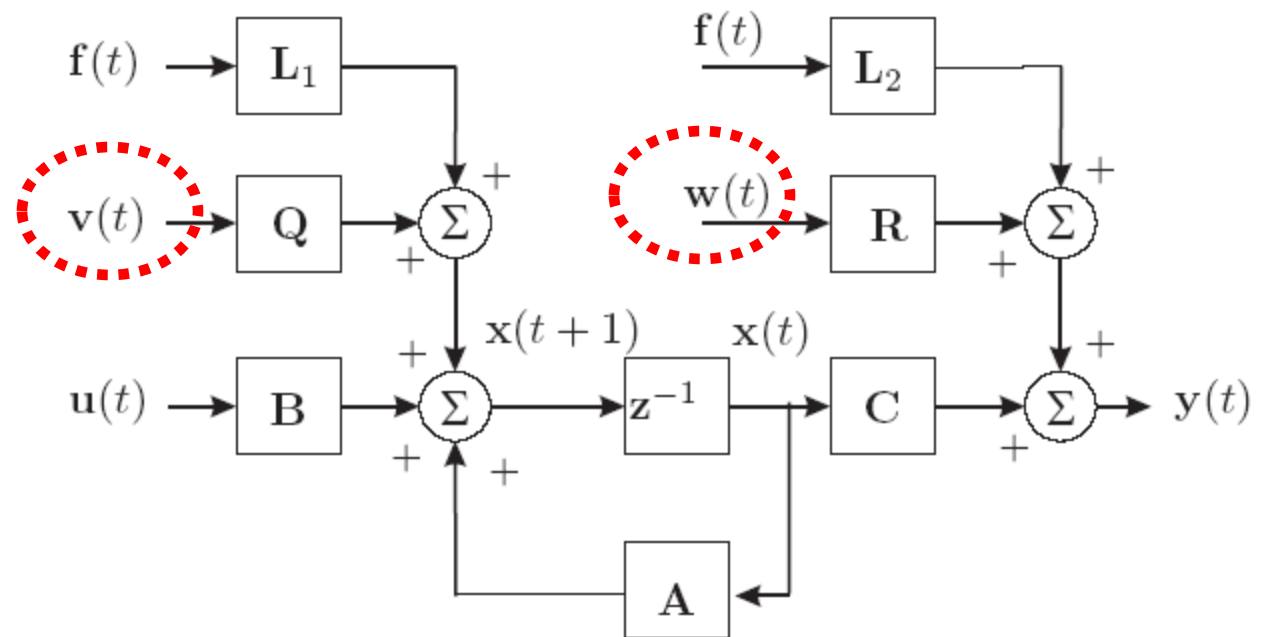 f(t)
L₁
f(t)
L₂
+
+
v(t)
Q
Σ
w(t)
R
Σ
+
+
x(t + 1)
x(t)
+
+
u(t)
B
Σ
z⁻¹
C
Σ
y(t)
+
+
+
A